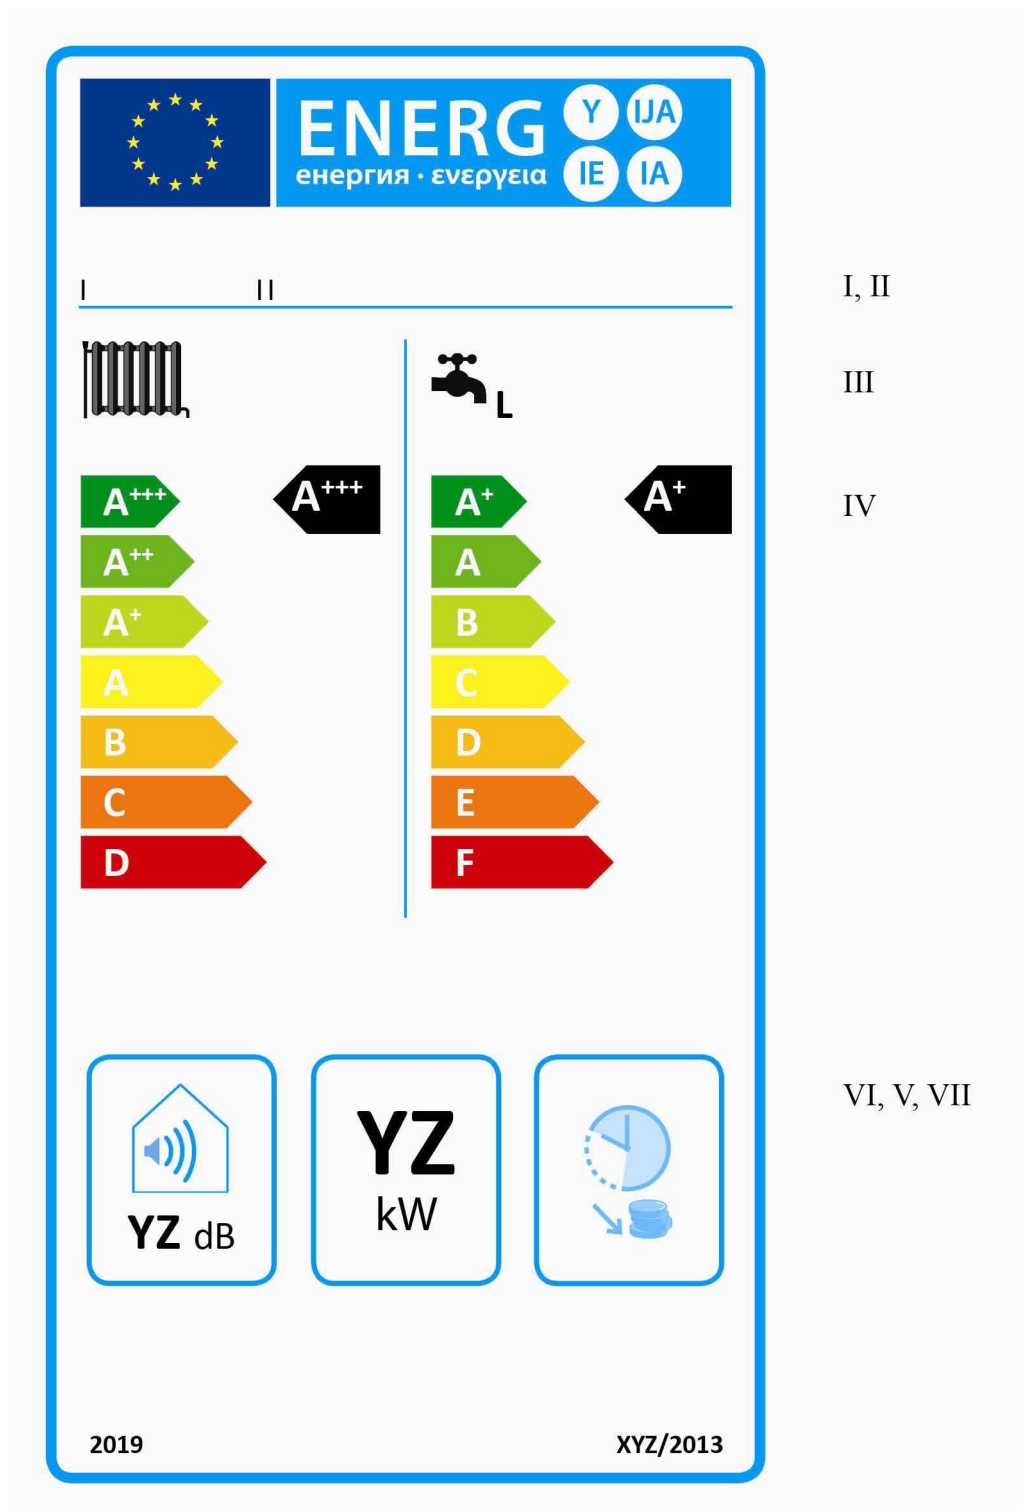 ENERG Y IJA
енергия · ενεργεια IE IA
I II I, II
III
L
A+++ A+++ A+ A+ IV
A++ A
A+ B
A C
B D
C E
D F
VI, V, VII
YZ
kW
YZ dB
2019 XYZ/2013